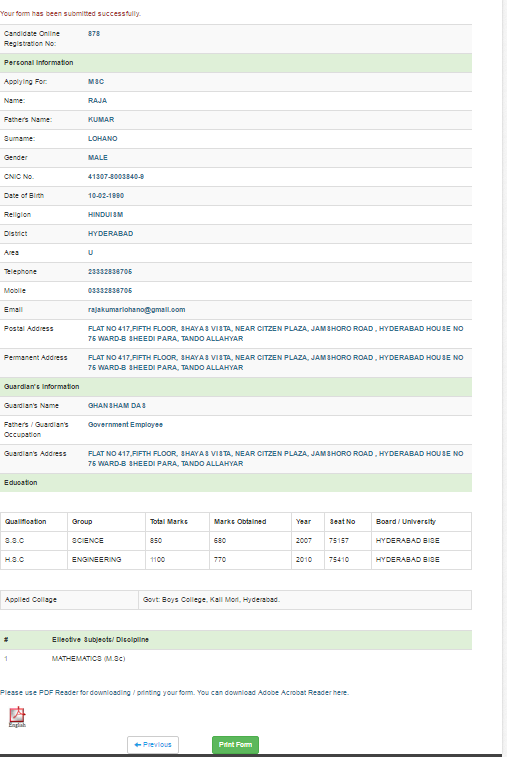 Your form has been submitted successfully.
Candidate Online 878
Registration No:
Personal Information
Applying For: MSC
Name: RAJA
Father's Name: KUMAR
Surname: LOHANO
Gender MALE
CNIC No. 41307-8003840-9
Date of Birth 10-02-1990
Religion HINDUISM
District HYDERABAD
Area U
Telephone 23332836706
Mobile 03332836706
Email rajakumarlohano@gmail.com
Postal Address FLAT NO 417,FIFTH FLOOR, SHAYAS VISTA, NEAR CITZEN PLAZA, JAMSHORO ROAD , HYDERABAD HOUSE NO
75 WARD-B SHEEDI PARA, TANDO ALLAHYAR
Permanent Address FLAT NO 417,FIFTH FLOOR, SHAYAS VISTA, NEAR CITZEN PLAZA, JAMSHORO ROAD , HYDERABAD HOUSE NO
75 WARD-B SHEEDI PARA, TANDO ALLAHYAR
Guardian's Information
Guardian's Name GHANSHAM DAS
Father's / Guardian's Government Employee
Occupation
Guardian's Address FLAT NO 417,FIFTH FLOOR, SHAYAS VISTA, NEAR CITZEN PLAZA, JAMSHORO ROAD , HYDERABAD HOUSE NO
75 WARD-B SHEEDI PARA, TANDO ALLAHYAR
Education
Qualification Group Total Marks Marks Obtained Year Seat No Board / University
S.S.C SCIENCE 850 680 2007 75157 HYDERABAD BISE
H.S.C ENGINEERING 1100 770 2010 75410 HYDERABAD BISE
Applied Collage Govt: Boys College, Kali Mori, Hyderabad.
# Ellective Subjects/ Discipline
1 MATHEMATICS (M.Sc)
Please use PDF Reader for downloading / printing your form. You can download Adobe Acrobat Reader here.
English
Previous Print Form